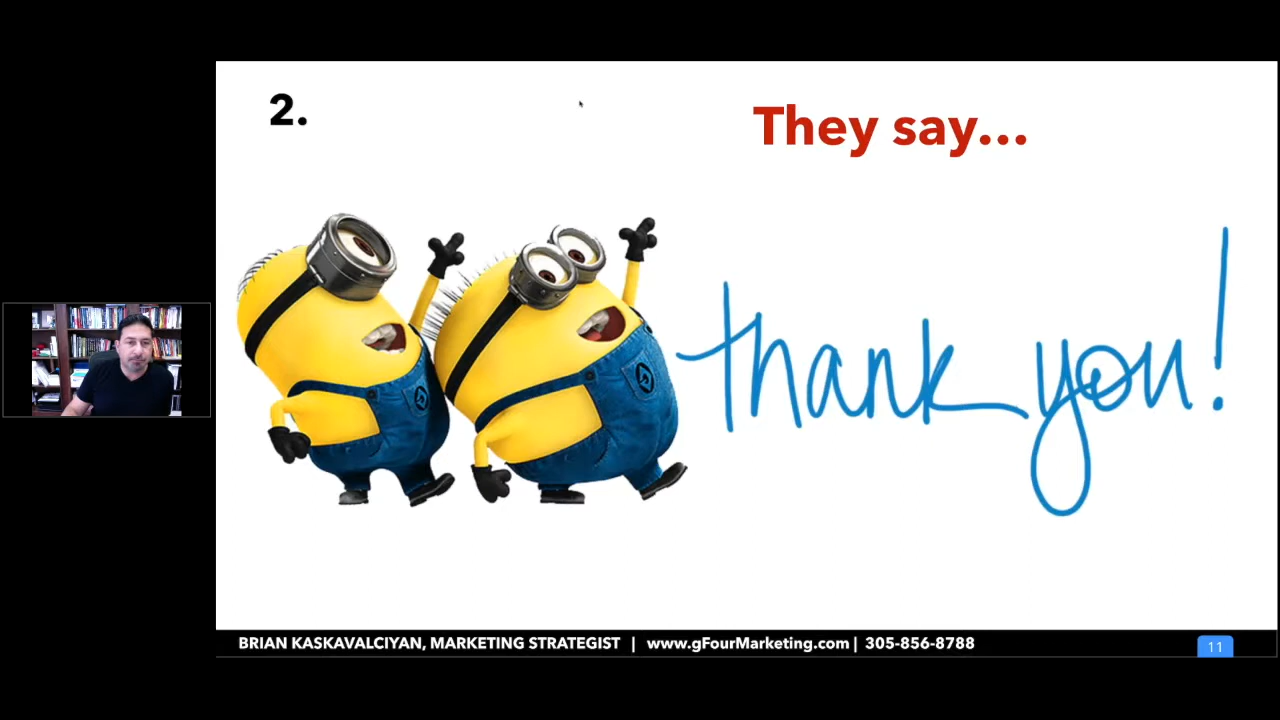 2.
They say...
thank you!
BRIAN KASKAVALCIYAN, MARKETING STRATEGIST | www.gFourMarketing.com | 305-856-8788
11